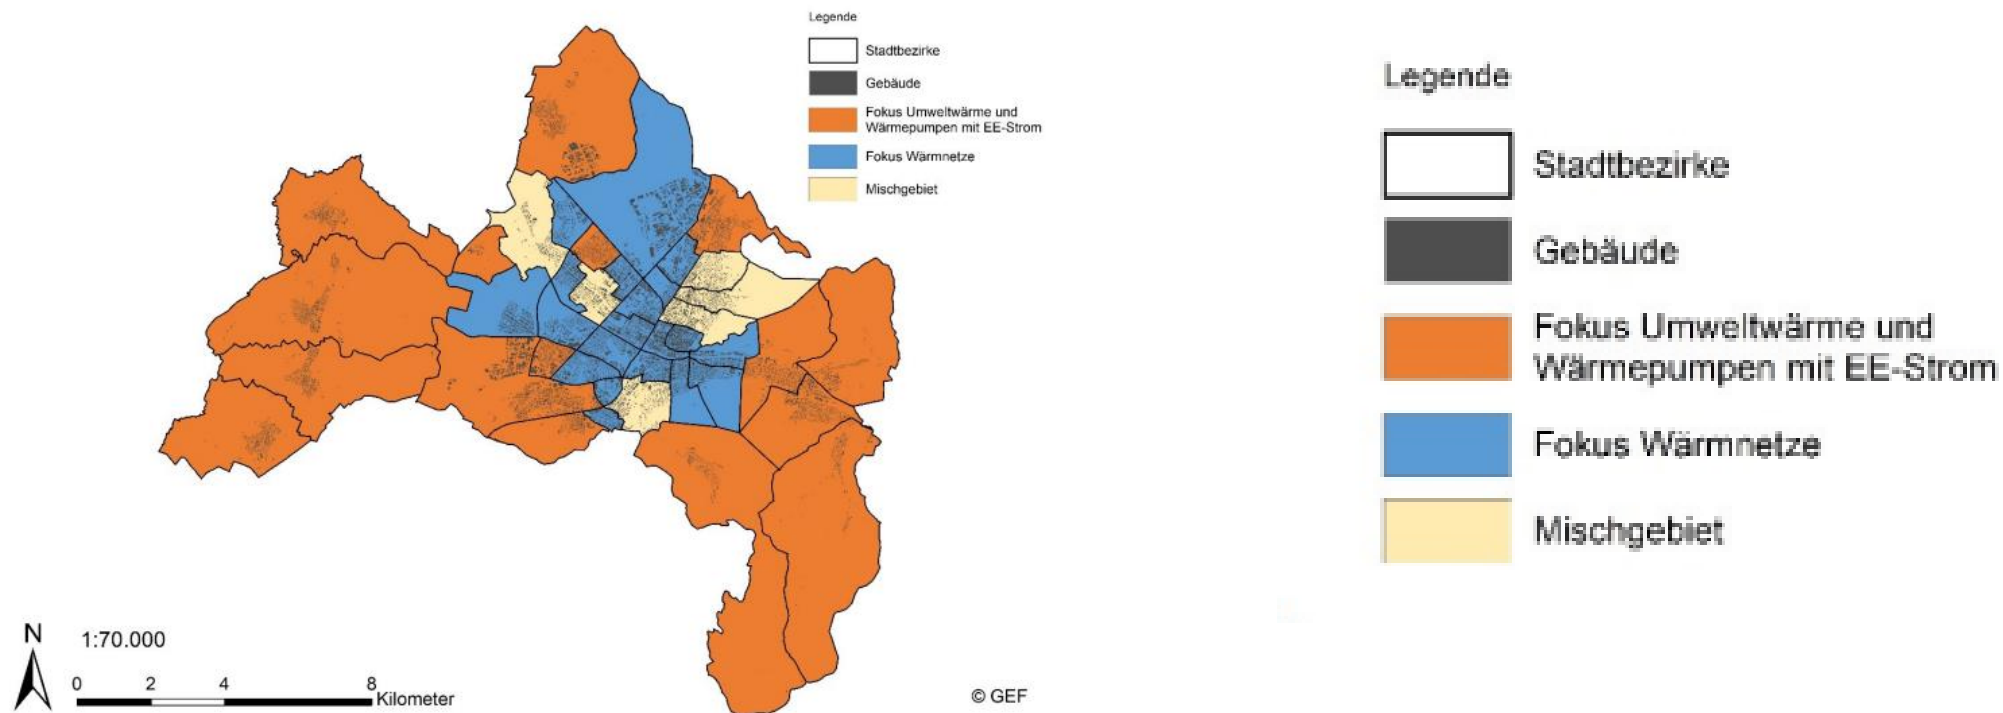 Legende
Stadtbezirke
Gebäude
Fokus Umweltwärme und
Wärmepumpen mit EE-Strom
Fokus Wärmnetze
Mischgebiet
N
1:70.000
0 2 4 8
Kilometer
© GEF
Legende
Stadtbezirke
Gebäude
Fokus Umweltwärme und
Wärmepumpen mit EE-Strom
Fokus Wärmnetze
Mischgebiet